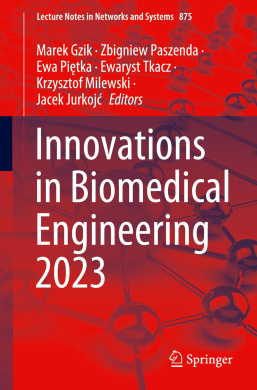 Lecture Notes in Networks and Systems 875
Marek Gzik · Zbigniew Paszenda ·
Ewa Piętka · Ewaryst Tkacz ·
Krzysztof Milewski ·
Jacek Jurkojć Editors
Innovations
in Biomedical
Engineering
2023
Springer